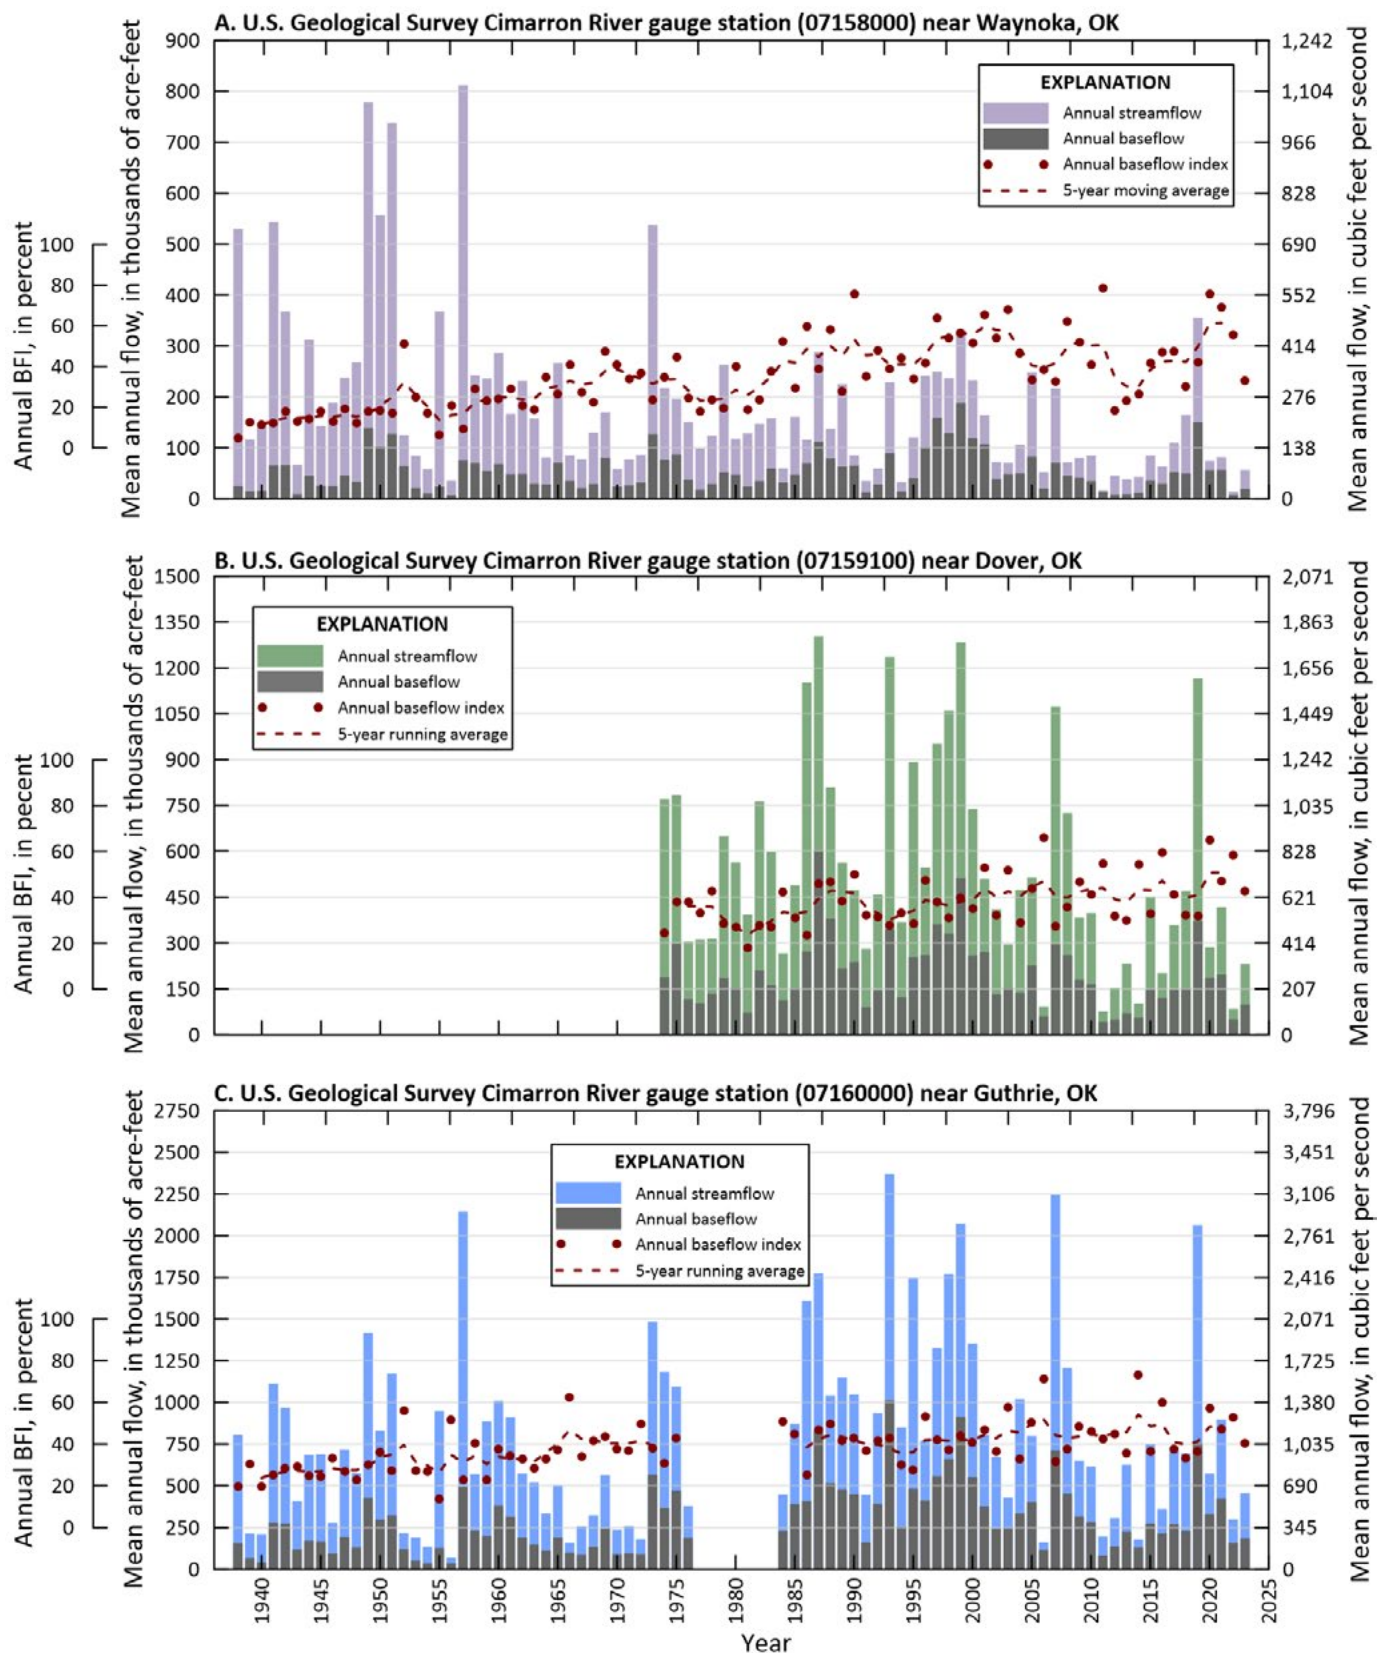 A. U.S. Geological Survey Cimarron River gauge station (07158000) near Waynoka, OK
Annual BFI, in percent
100
80
60
40
20
0
Mean annual flow, in thousands of acre-feet
900
800
700
600
500
400
300
200
100
0
EXPLANATION
Annual streamflow
Annual baseflow
Annual baseflow index
5-year moving average
1,242
1,104
966
828
690
552
414
276
138
0
Mean annual flow, in cubic feet per second
B. U.S. Geological Survey Cimarron River gauge station (07159100) near Dover, OK
Annual BFI, in pecent
100
80
60
40
20
0
Mean annual flow, in thousands of acre-feet
1500
1350
1200
1050
900
750
600
450
300
150
0
EXPLANATION
Annual streamflow
Annual baseflow
Annual baseflow index
5-year running average
2,071
1,863
1,656
1,449
1,242
1,035
828
621
414
207
0
Mean annual flow, in cubic feet per second
C. U.S. Geological Survey Cimarron River gauge station (07160000) near Guthrie, OK
Annual BFI, in percent
100
80
60
40
20
0
Mean annual flow, in thousands of acre-feet
2750
2500
2250
2000
1750
1500
1250
1000
750
500
250
0
EXPLANATION
Annual streamflow
Annual baseflow
Annual baseflow index
5-year running average
3,796
3,451
3,106
2,761
2,416
2,071
1,725
1,380
1,035
690
345
0
Mean annual flow, in cubic feet per second
1940 1945 1950 1955 1960 1965 1970 1975 1980 1985 1990 1995 2000 2005 2010 2015 2020 2025
Year